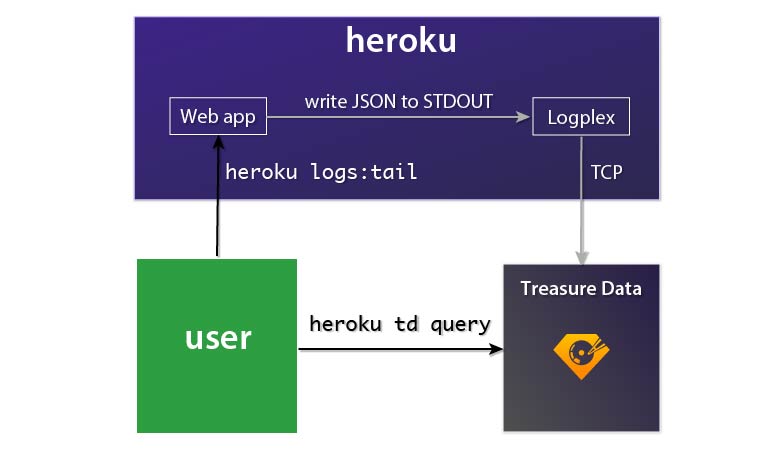 heroku
write JSON to STDOUT
Web app
Logplex
heroku logs:tail
TCP
Treasure Data
user
heroku td query